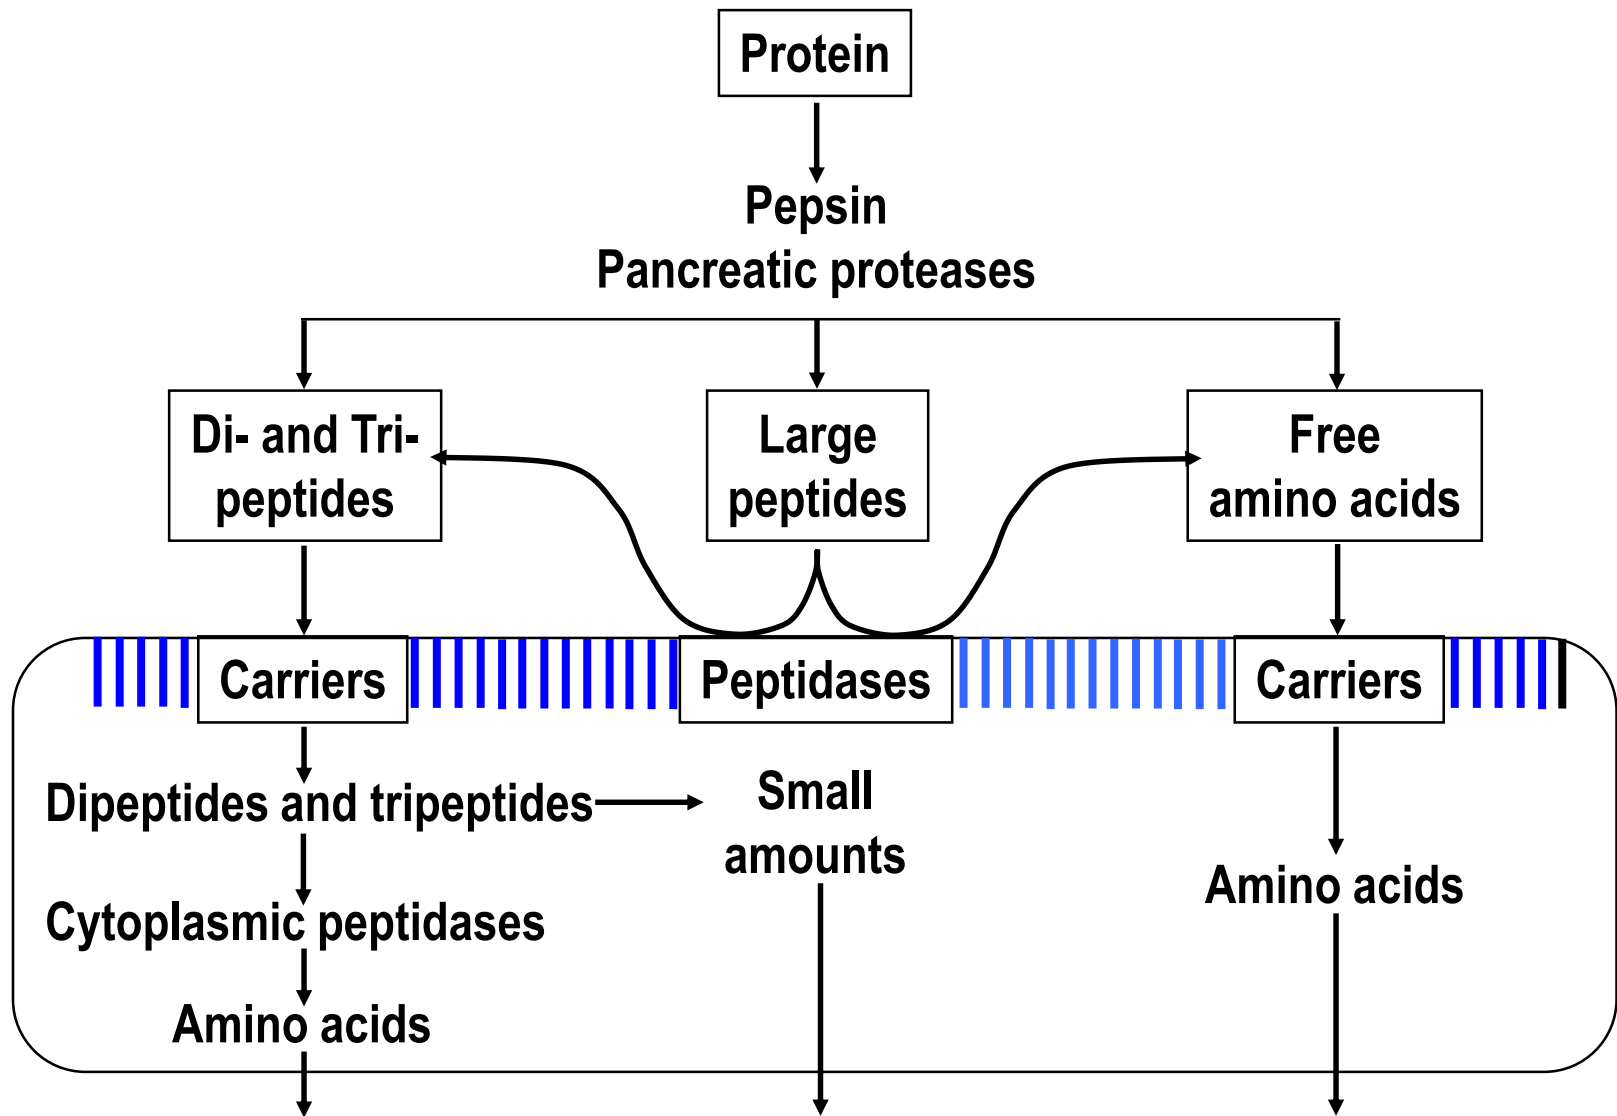 Protein
Pepsin
Pancreatic proteases
Di- and Tri-
peptides
Large
peptides
Free
amino acids
Carriers
Peptidases
Carriers
Dipeptides and tripeptides
Small
amounts
Amino acids
Cytoplasmic peptidases
Amino acids